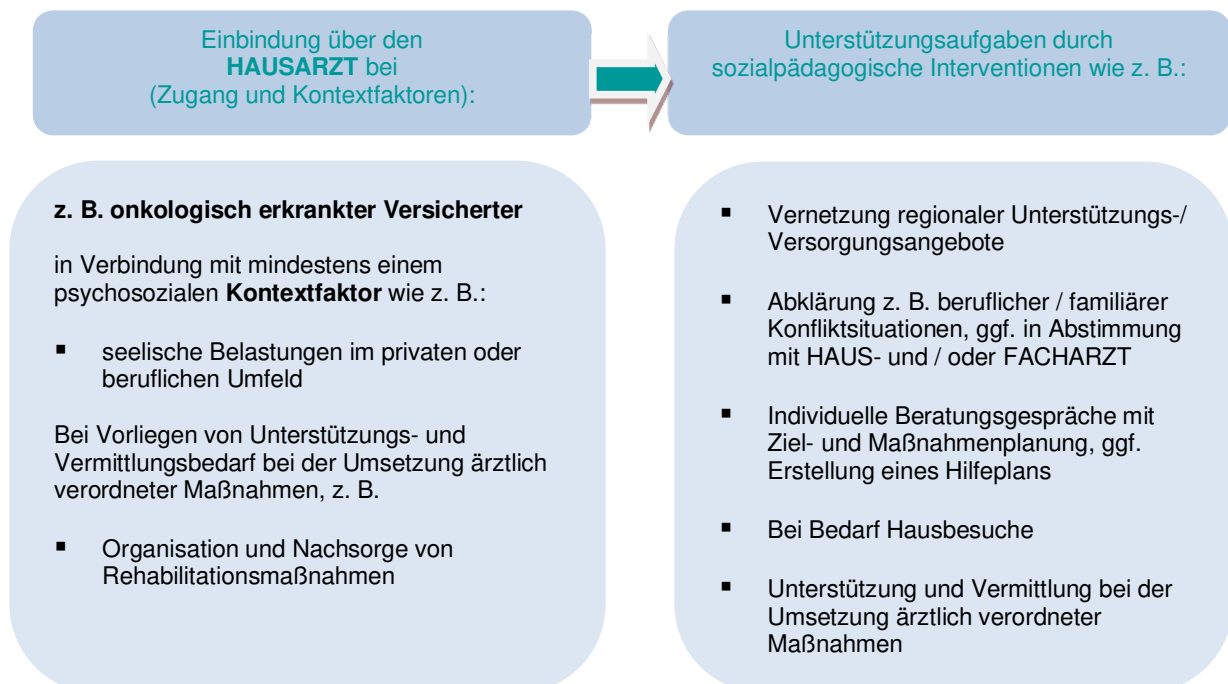 Einbindung über den
HAUSARZT bei
(Zugang und Kontextfaktoren):
Unterstützungsaufgaben durch
sozialpädagogische Interventionen wie z. B.:
z. B. onkologisch erkrankter Versicherter
in Verbindung mit mindestens einem
psychosozialen Kontextfaktor wie z. B.:
▪ seelische Belastungen im privaten oder
beruflichen Umfeld
Bei Vorliegen von Unterstützungs- und
Vermittlungsbedarf bei der Umsetzung ärztlich
verordneter Maßnahmen, z. B.
▪ Organisation und Nachsorge von
Rehabilitationsmaßnahmen
▪ Vernetzung regionaler Unterstützungs-/
Versorgungsangebote
▪ Abklärung z. B. beruflicher / familiärer
Konfliktsituationen, ggf. in Abstimmung
mit HAUS- und / oder FACHARZT
▪ Individuelle Beratungsgespräche mit
Ziel- und Maßnahmenplanung, ggf.
Erstellung eines Hilfeplans
▪ Bei Bedarf Hausbesuche
▪ Unterstützung und Vermittlung bei der
Umsetzung ärztlich verordneter
Maßnahmen